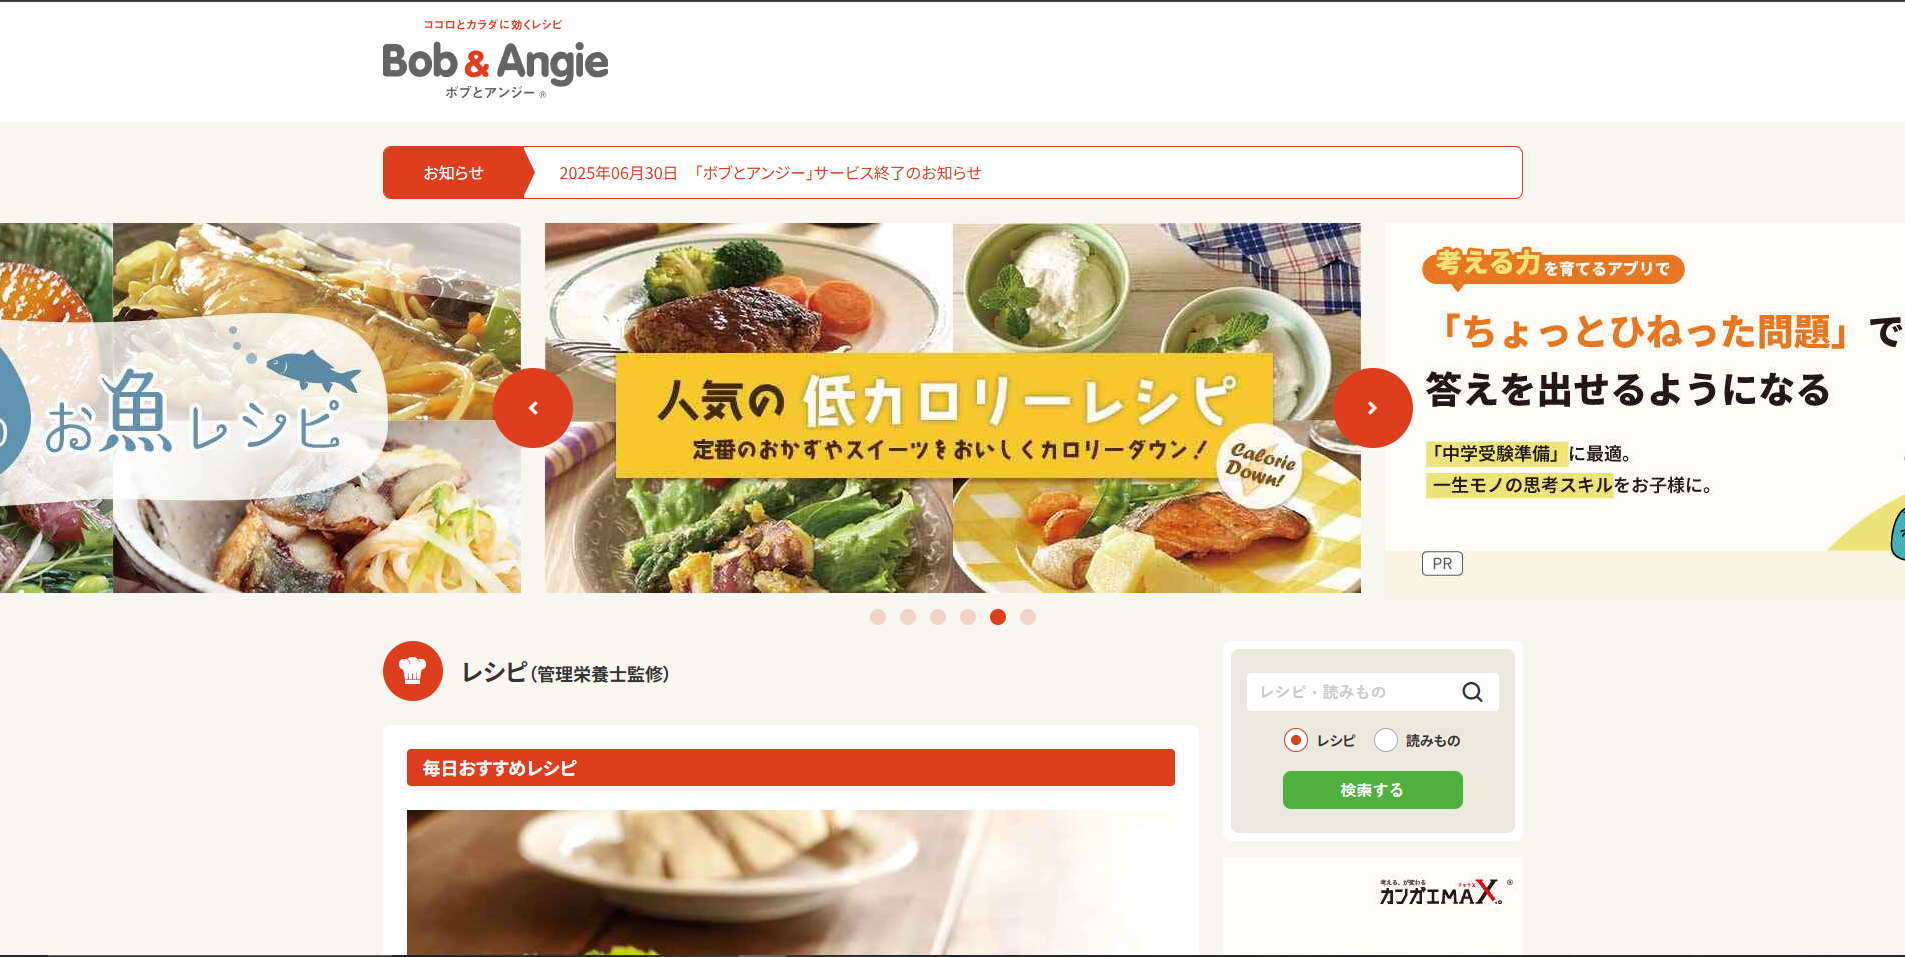 ココロとカラダに効くレシピ
Bob & Angie
ボブとアンジー ®
お知らせ
2025年06月30日 「ボブとアンジー」サービス終了のお知らせ
お魚レシピ
人気の 低カロリーレシピ
定番のおかずやスイーツをおいしくカロリーダウン!
Calorie
Down!
考える力を育てるアプリで
「ちょっとひねった問題」で
答えを出せるようになる
「中学受験準備」に最適。
一生モノの思考スキルをお子様に。
PR
レシピ(管理栄養士監修)
レシピ・読みもの
レシピ 読みもの
検索する
毎日おすすめレシピ
考える、が変わる
カンガエMAX®